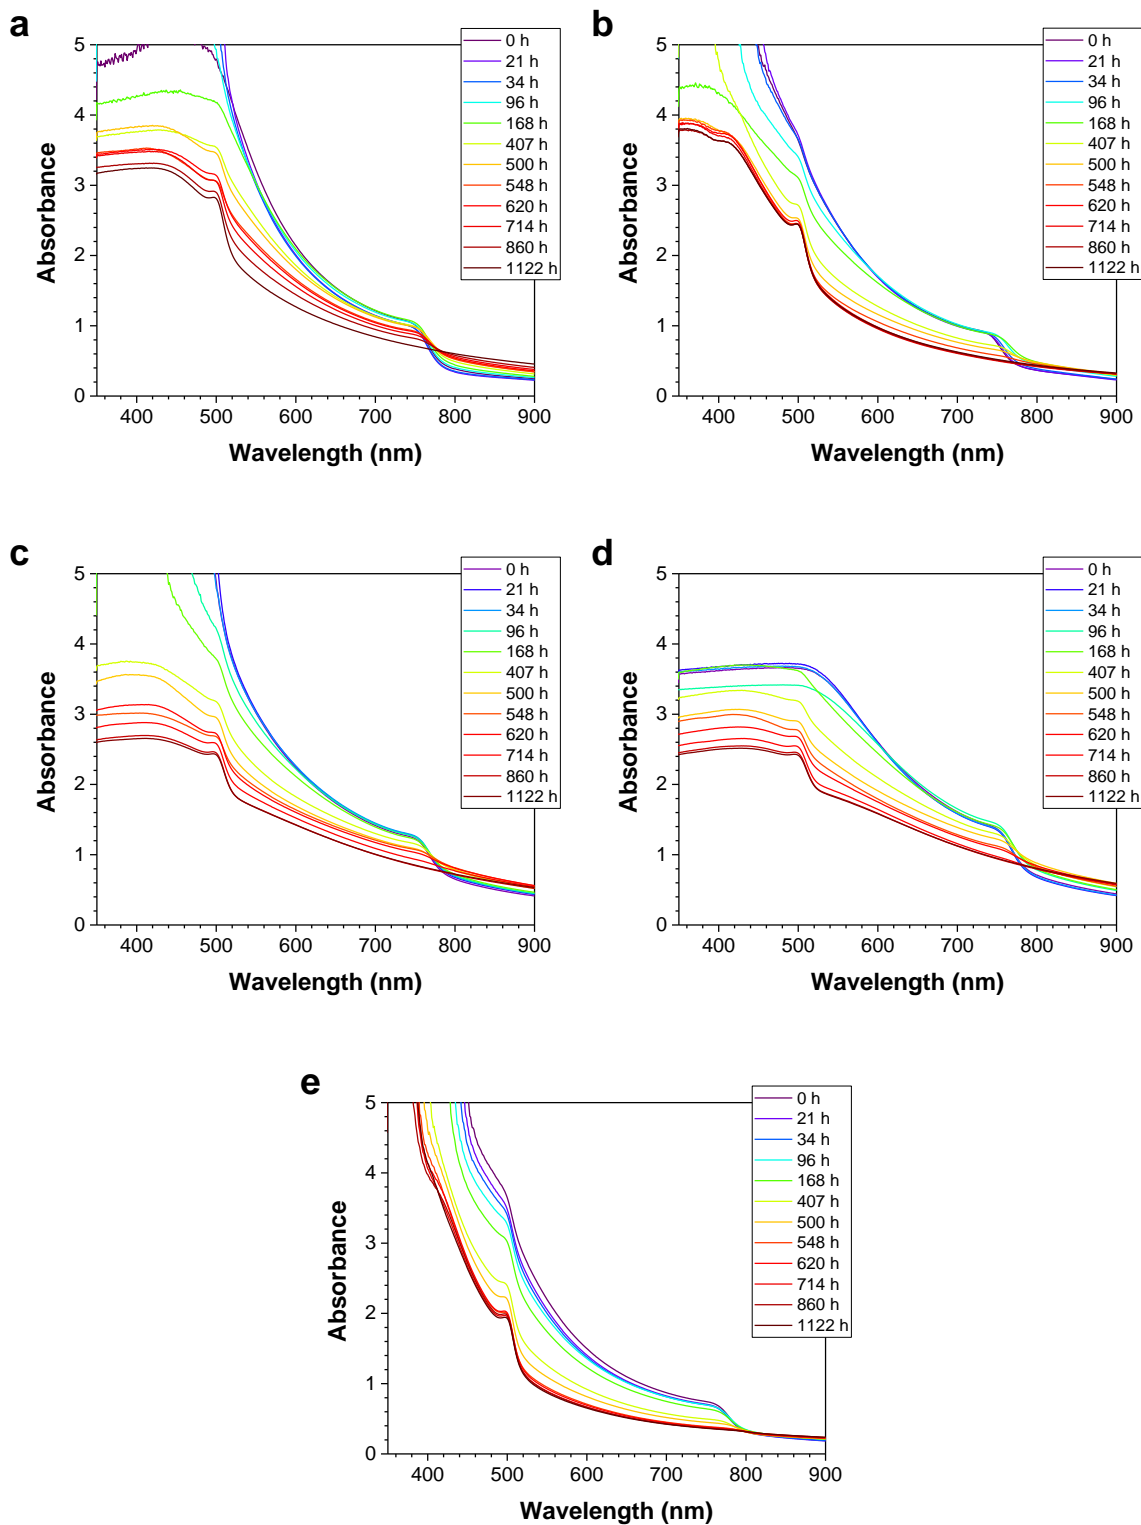 a
5
4
3
2
1
0
400 500 600 700 800 900
Absorbance
Wavelength (nm)
0 h
21 h
34 h
96 h
168 h
407 h
500 h
548 h
620 h
714 h
860 h
1122 h
b
5
4
3
2
1
0
400 500 600 700 800 900
Absorbance
Wavelength (nm)
0 h
21 h
34 h
96 h
168 h
407 h
500 h
548 h
620 h
714 h
860 h
1122 h
c
5
4
3
2
1
0
400 500 600 700 800 900
Absorbance
Wavelength (nm)
0 h
21 h
34 h
96 h
168 h
407 h
500 h
548 h
620 h
714 h
860 h
1122 h
d
5
4
3
2
1
0
400 500 600 700 800 900
Absorbance
Wavelength (nm)
0 h
21 h
34 h
96 h
168 h
407 h
500 h
548 h
620 h
714 h
860 h
1122 h
e
5
4
3
2
1
0
400 500 600 700 800 900
Absorbance
Wavelength (nm)
0 h
21 h
34 h
96 h
168 h
407 h
500 h
548 h
620 h
714 h
860 h
1122 h